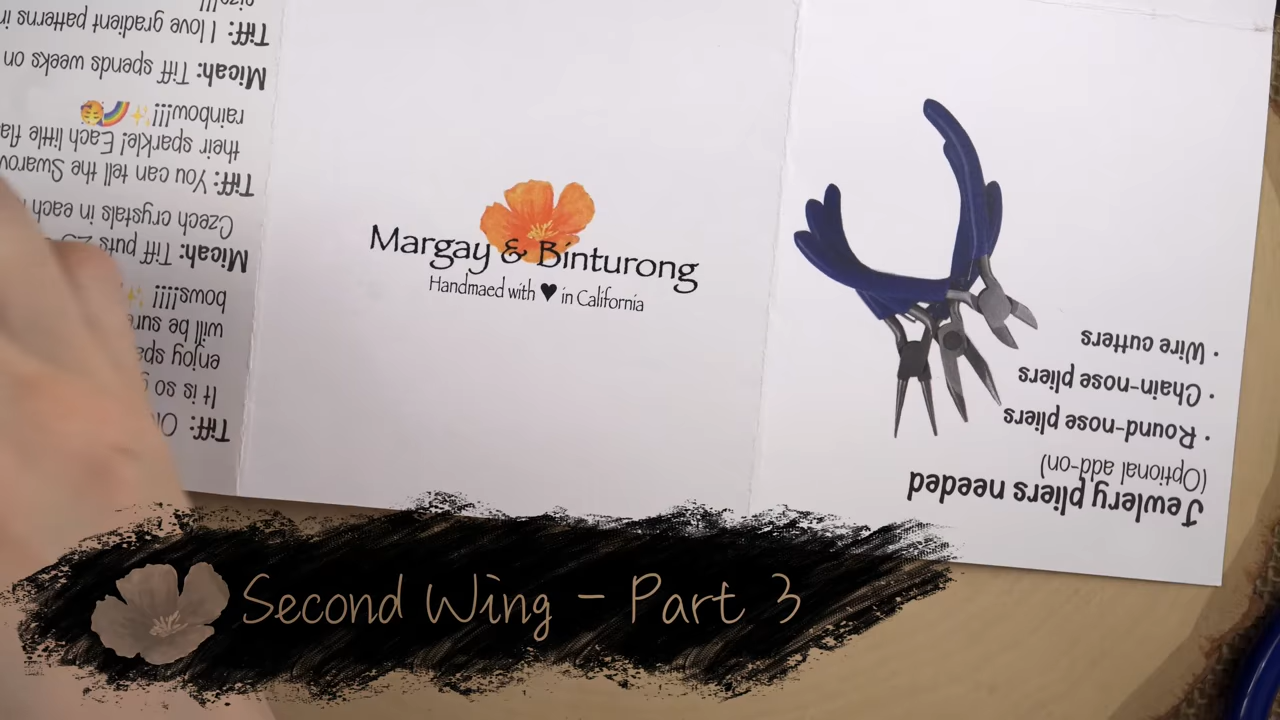 Tiff: I love gradient patterns
Micah: Tiff spends weeks on
rainbow!!!✨🌈🥳
their sparkle! Each little
Tiff: You can tell the
Czech crystals in each
Micah: Tiff puts
bows!!!!
will be sure
enjoy
It is so
Tiff:
Margay & Binturong
Handmaed with ♥ in California
Jewlery pliers needed
(Optional add-on)
· Round-nose pliers
· Chain-nose pliers
· Wire cutters
Second Wing - Part 3